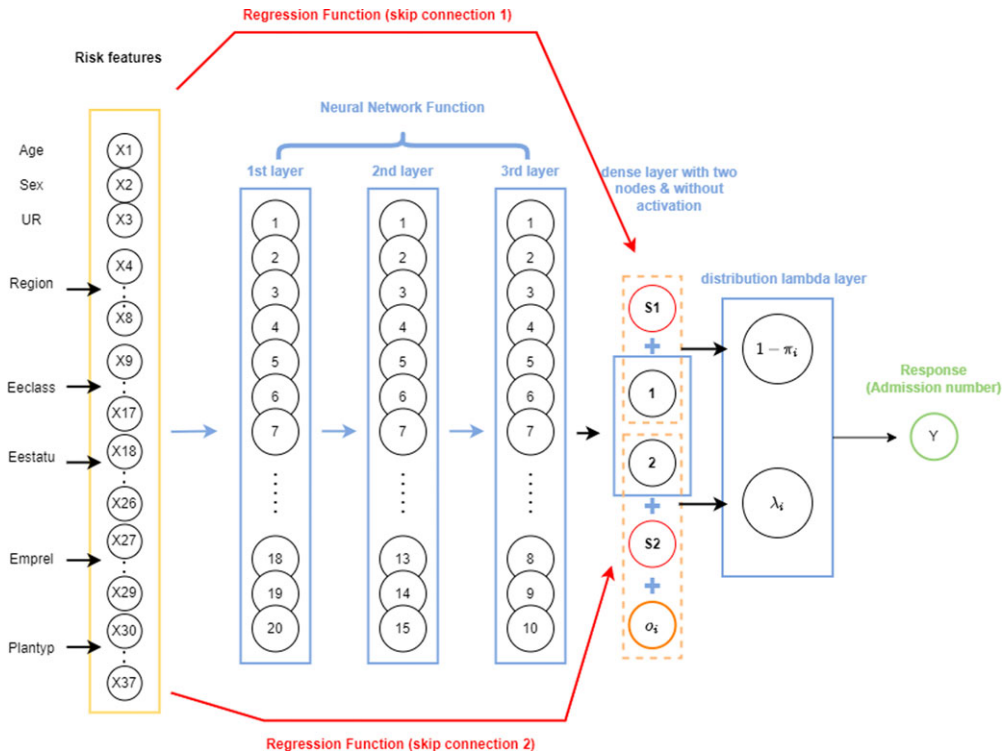 Regression Function (skip connection 1)
Risk features
Neural Network Function
1st layer
2nd layer
3rd layer
dense layer with two
nodes & without
activation
distribution lambda layer
Response
(Admission number)
Age
Sex
UR
Region
Eeclass
Eestatu
Emprel
Plantyp
X1
X2
X3
X4
X8
X9
X17
X18
X26
X27
X29
X30
X37
1
2
3
4
5
6
7
18
19
20
1
2
3
4
5
6
7
13
14
15
1
2
3
4
5
6
7
8
9
10
S1
+
1
2
+
S2
+
oᵢ
1 − πᵢ
λᵢ
Y
Regression Function (skip connection 2)